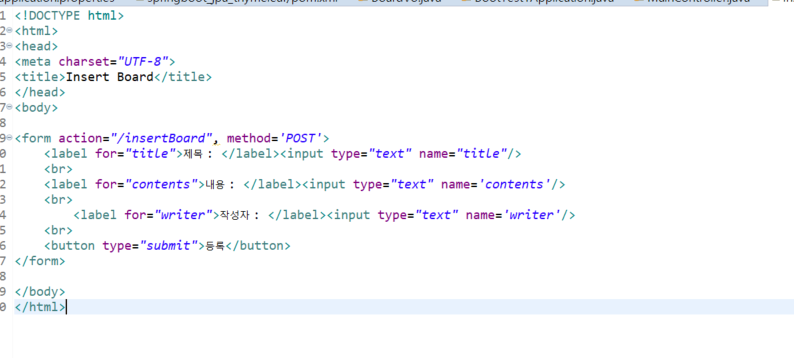 application.properties springboot_jpa_thymeleaf/pom.xml BootTest1Application.java MainController.java
1 <!DOCTYPE html>
2 <html>
3 <head>
4 <meta charset="UTF-8">
5 <title>Insert Board</title>
6 </head>
7 <body>
8
9 <form action="/insertBoard", method='POST'>
0 <label for="title">제목 : </label><input type="text" name="title"/>
1 <br>
2 <label for="contents">내용 : </label><input type="text" name='contents'/>
3 <br>
4 <label for="writer">작성자 : </label><input type="text" name='writer'/>
5 <br>
6 <button type="submit">등록</button>
7 </form>
8
9 </body>
0 </html>